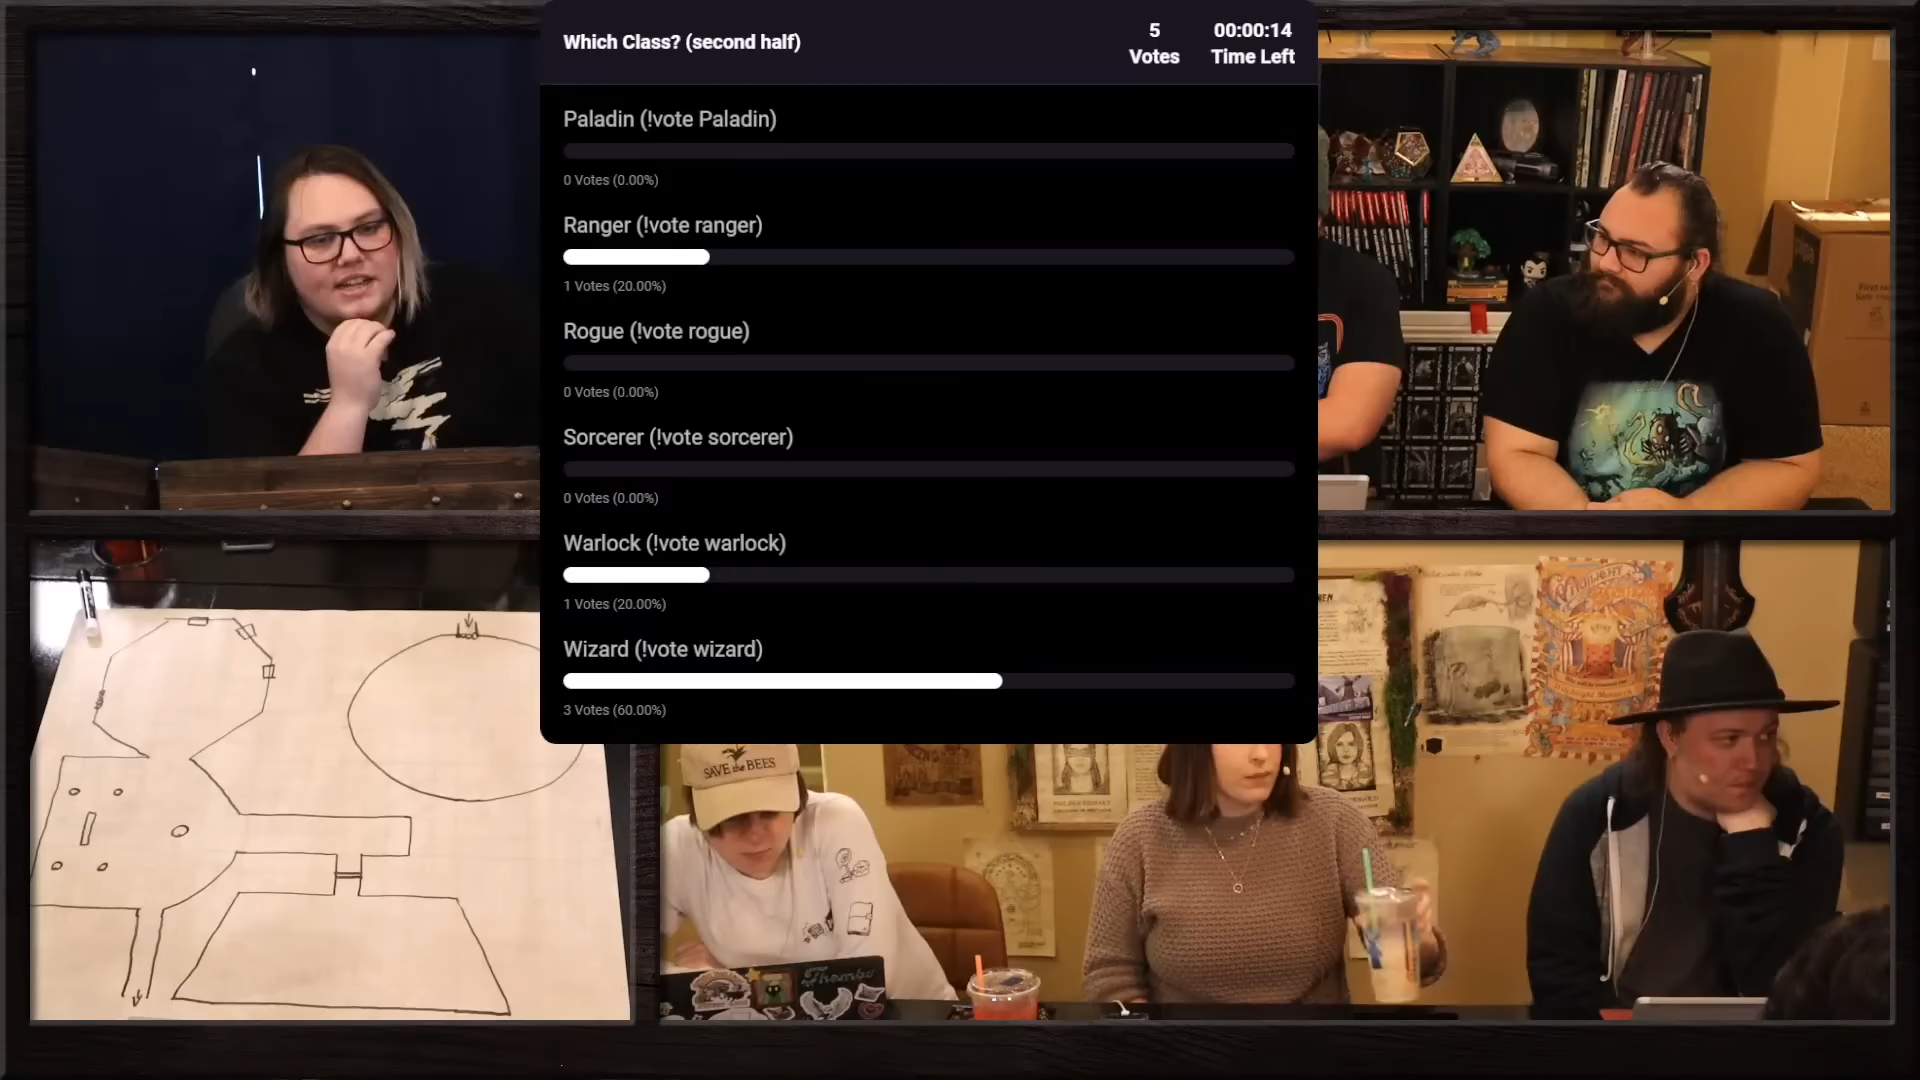 Which Class? (second half)
5
Votes
00:00:14
Time Left
Paladin (!vote Paladin)
0 Votes (0.00%)
Ranger (!vote ranger)
1 Votes (20.00%)
Rogue (!vote rogue)
0 Votes (0.00%)
Sorcerer (!vote sorcerer)
0 Votes (0.00%)
Warlock (!vote warlock)
1 Votes (20.00%)
Wizard (!vote wizard)
3 Votes (60.00%)
SAVE the BEES